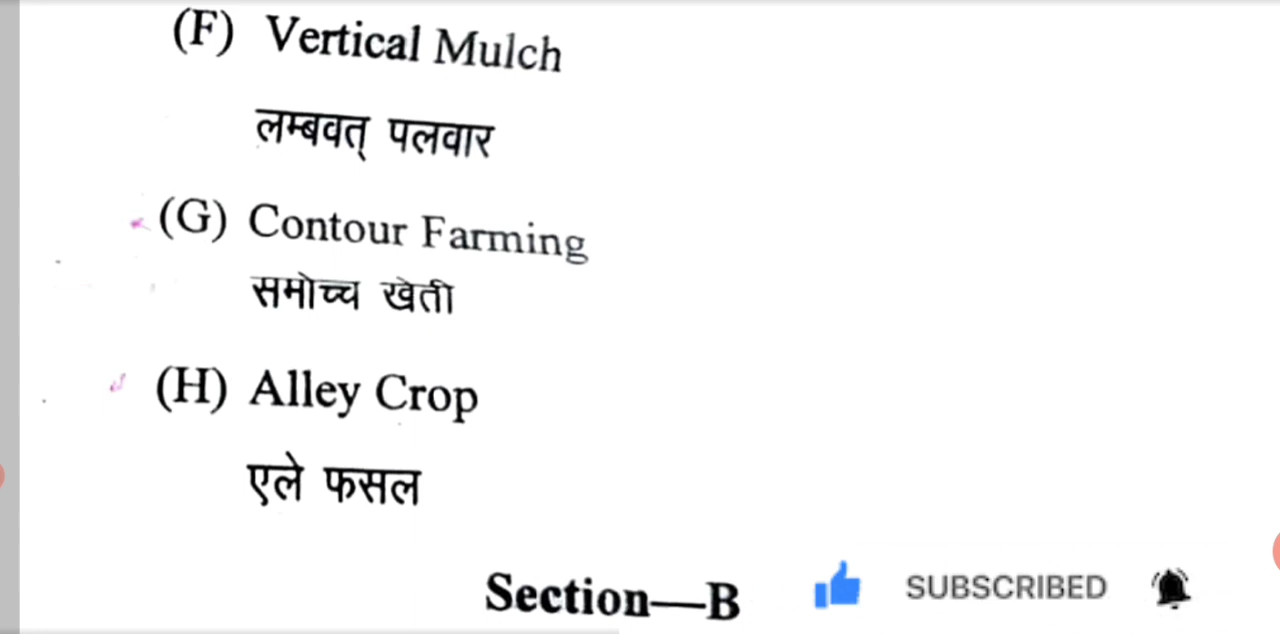 (F) Vertical Mulch
लम्बवत् पलवार
(G) Contour Farming
समोच्च खेती
(H) Alley Crop
एले फसल
Section—B
SUBSCRIBED